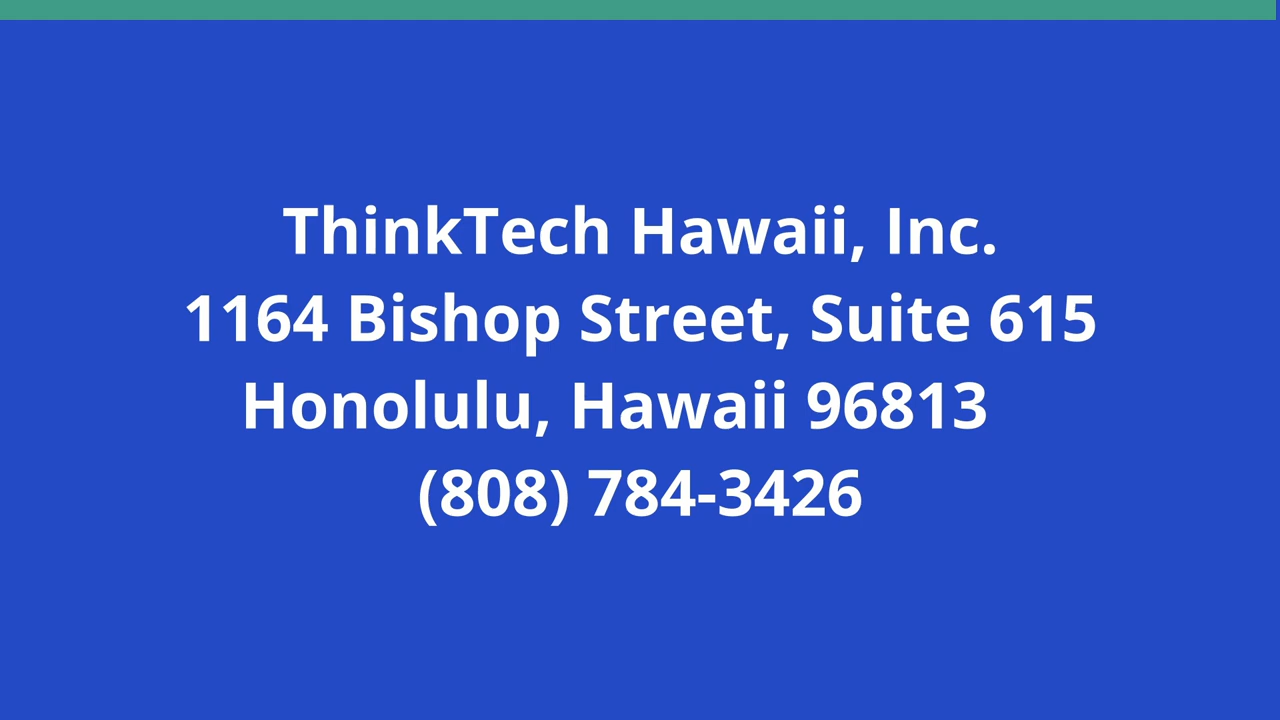 ThinkTech Hawaii, Inc.
1164 Bishop Street, Suite 615
Honolulu, Hawaii 96813
(808) 784-3426